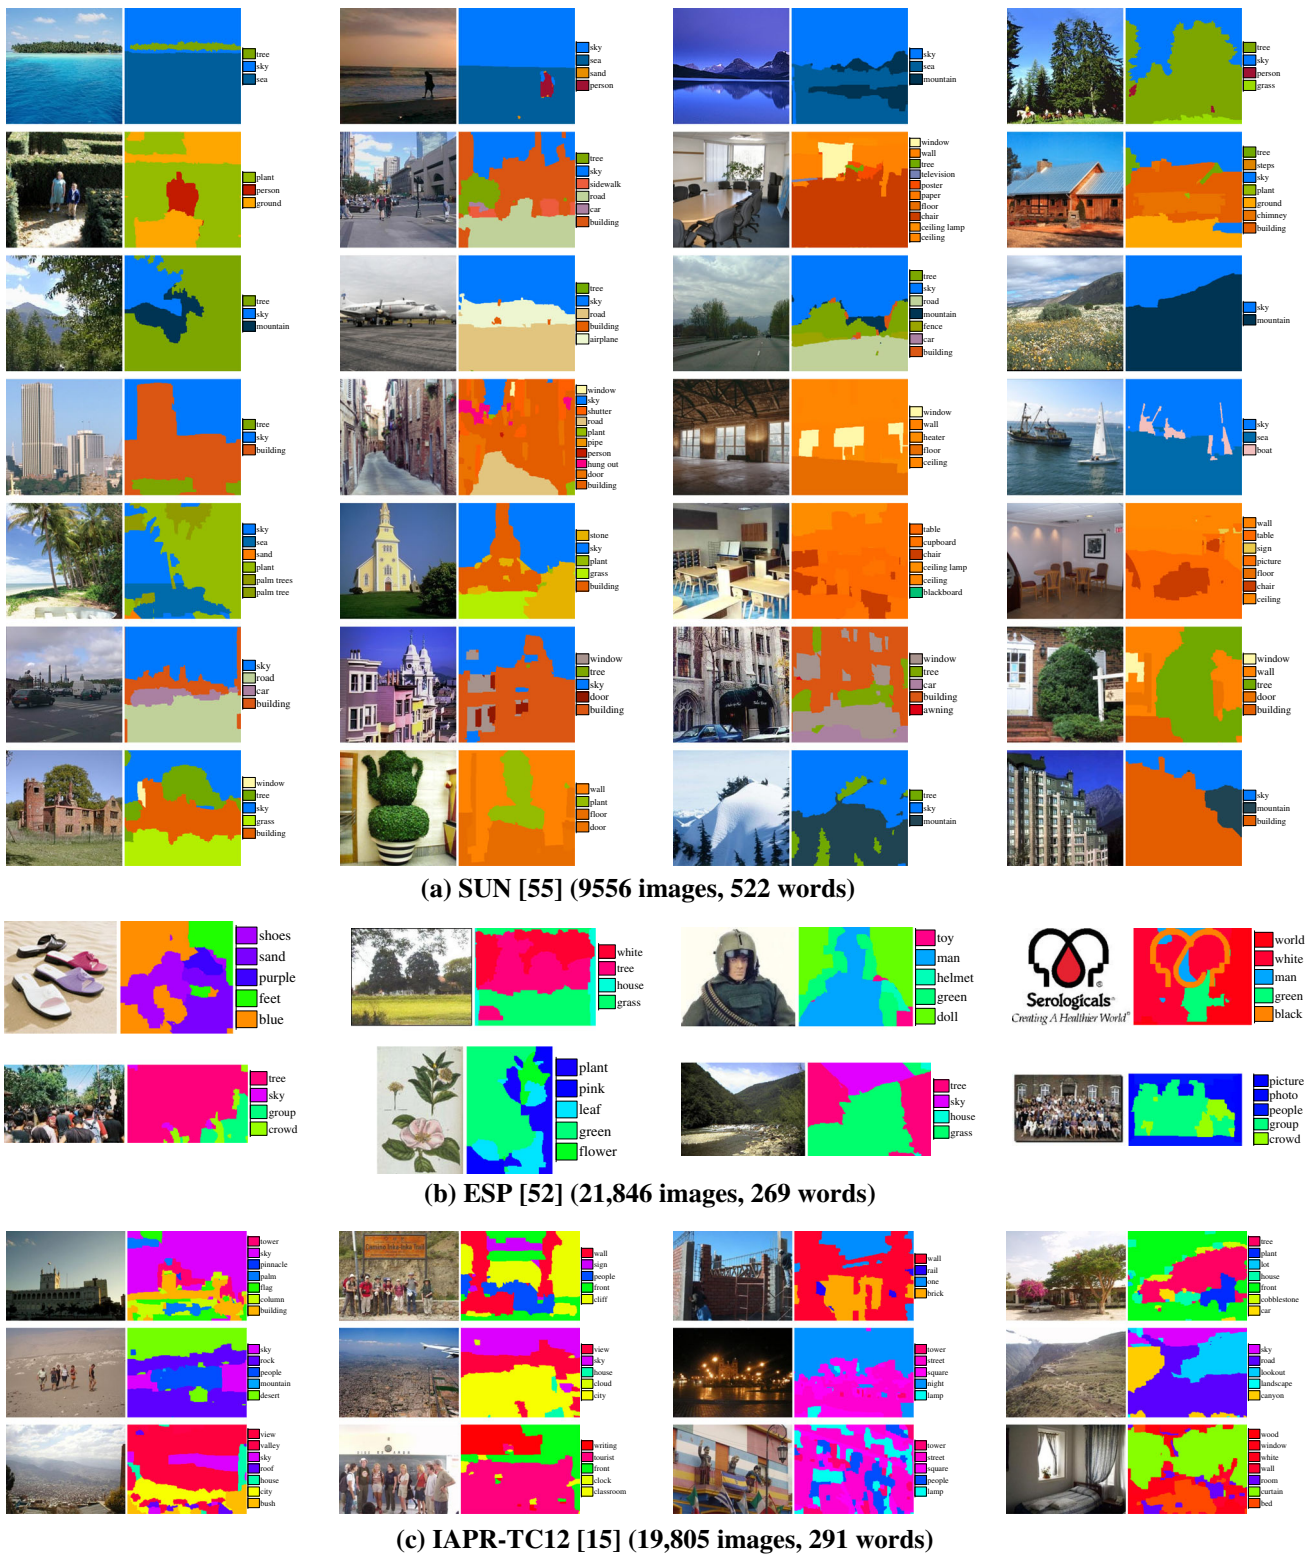 tree
sky
sea
sky
sea
sand
person
sky
sea
mountain
tree
sky
person
grass
plant
person
ground
tree
sky
sidewalk
road
car
building
window
wall
tree
television
poster
paper
floor
chair
ceiling lamp
ceiling
tree
steps
sky
plant
ground
chimney
building
tree
sky
mountain
tree
sky
road
building
airplane
tree
sky
road
mountain
fence
car
building
sky
mountain
tree
sky
building
window
sky
shutter
road
plant
pipe
person
hung out
door
building
window
wall
heater
floor
ceiling
sky
sea
boat
sky
sea
sand
plant
palm trees
palm tree
stone
sky
plant
grass
building
table
cupboard
chair
ceiling lamp
ceiling
blackboard
wall
table
sign
picture
floor
chair
ceiling
sky
road
car
building
window
tree
sky
door
building
window
tree
car
building
awning
window
wall
tree
door
building
window
tree
sky
grass
building
wall
plant
floor
door
tree
sky
mountain
sky
mountain
building
(a) SUN [55] (9556 images, 522 words)
shoes
sand
purple
feet
blue
white
tree
house
grass
toy
man
helmet
green
doll
Serologicals®
Creating A Healthier World®
world
white
man
green
black
tree
sky
group
crowd
plant
pink
leaf
green
flower
tree
sky
house
grass
picture
photo
people
group
crowd
(b) ESP [52] (21,846 images, 269 words)
tower
sky
pinnacle
palm
flag
column
building
wall
sign
people
front
cliff
wall
rail
one
brick
tree
plant
lot
house
front
cobblestone
car
sky
rock
people
mountain
desert
view
sky
house
cloud
city
tower
street
square
night
lamp
sky
road
lookout
landscape
canyon
view
valley
sky
roof
house
city
bush
writing
tourist
front
clock
classroom
tower
street
square
people
lamp
wood
window
white
wall
room
curtain
bed
(c) IAPR-TC12 [15] (19,805 images, 291 words)